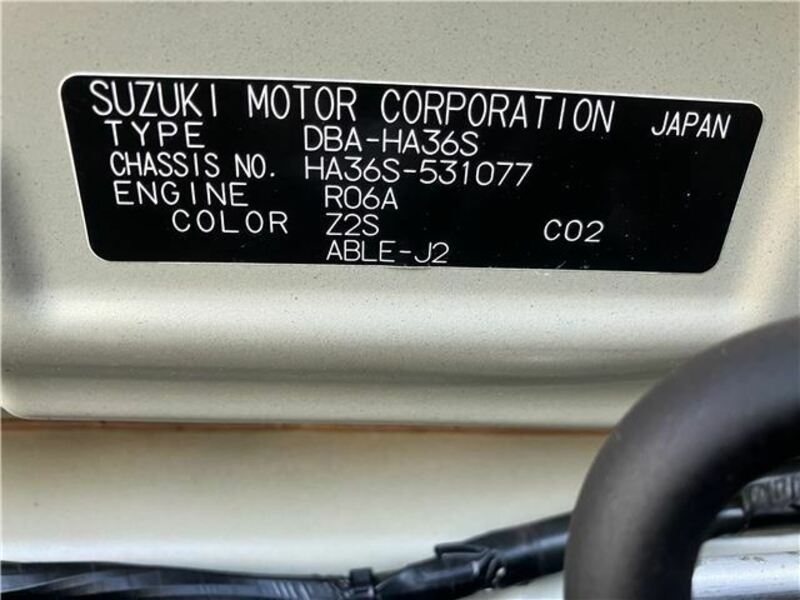 SUZUKI MOTOR CORPORATION JAPAN
TYPE DBA-HA36S
CHASSIS NO. HA36S-531077
ENGINE R06A
COLOR Z2S C02
ABLE-J2